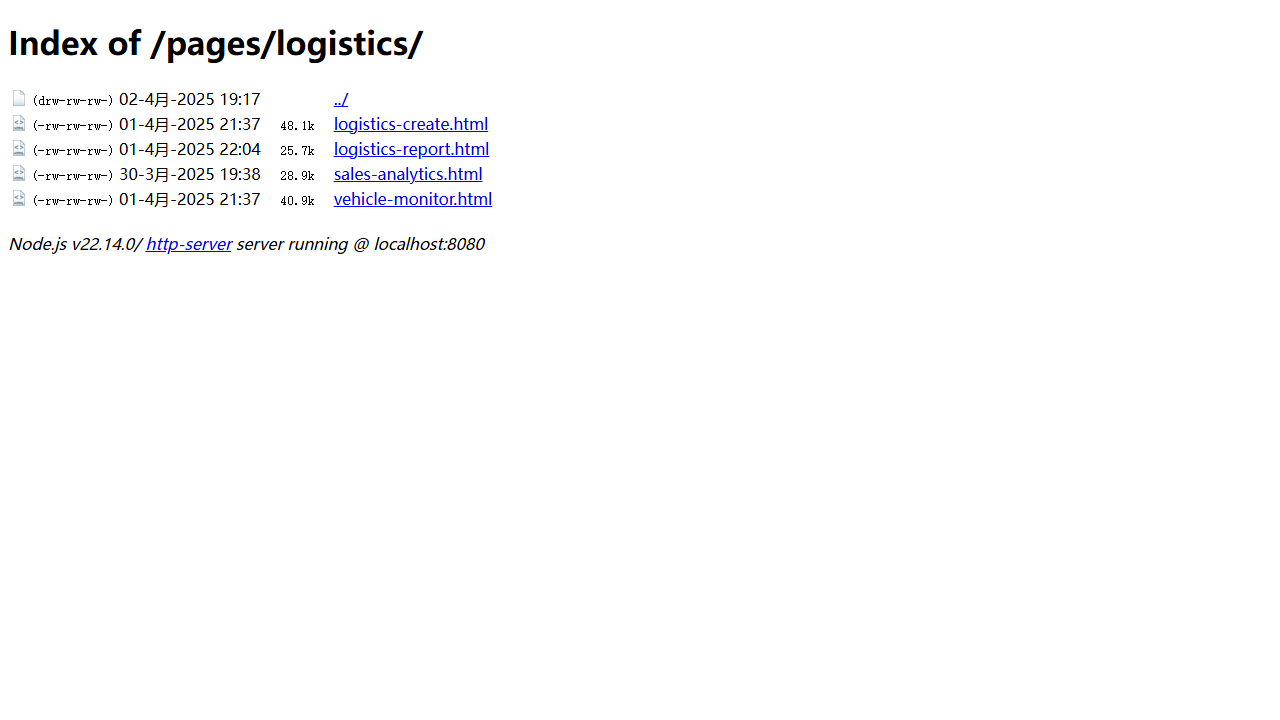 Index of /pages/logistics/
(drw-rw-rw-) 02-4月-2025 19:17 ../
(-rw-rw-rw-) 01-4月-2025 21:37 48.1k logistics-create.html
(-rw-rw-rw-) 01-4月-2025 22:04 25.7k logistics-report.html
(-rw-rw-rw-) 30-3月-2025 19:38 28.9k sales-analytics.html
(-rw-rw-rw-) 01-4月-2025 21:37 40.9k vehicle-monitor.html
Node.js v22.14.0/ http-server server running @ localhost:8080